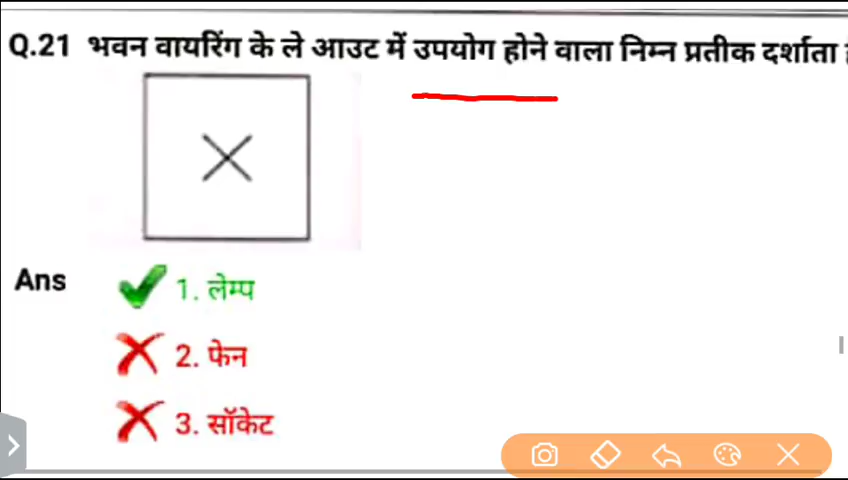 Q.21 भवन वायरिंग के ले आउट में उपयोग होने वाला निम्न प्रतीक दर्शाता
Ans
1. लेम्प
2. फेन
3. सॉकेट